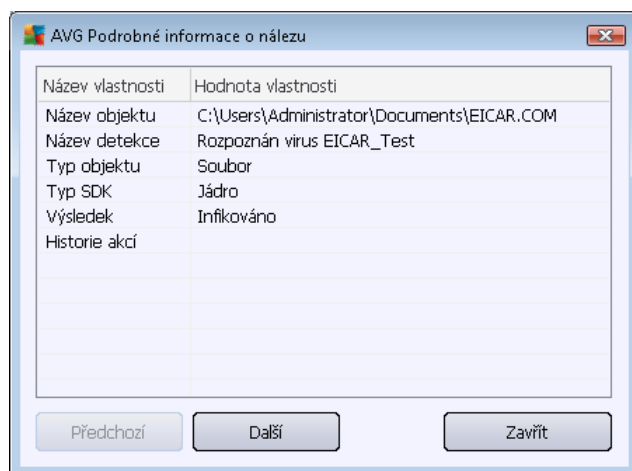 AVG Podrobné informace o nálezu
Název vlastnosti Hodnota vlastnosti
Název objektu C:\Users\Administrator\Documents\EICAR.COM
Název detekce Rozpoznán virus EICAR_Test
Typ objektu Soubor
Typ SDK Jádro
Výsledek Infikováno
Historie akcí
Předchozí Další Zavřít